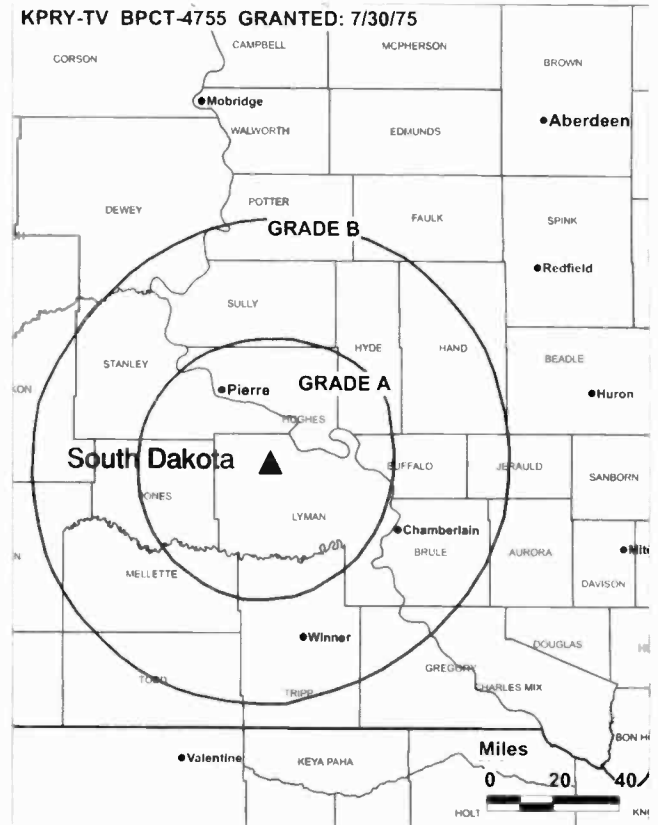 KPRY-TV BPCT-4755 GRANTED: 7/30/75
CORSON
CAMPBELL
MCPHERSON
BROWN
Mobridge
Aberdeen
WALWORTH
EDMUNDS
DEWEY
POTTER
FAULK
SPINK
GRADE B
Redfield
SULLY
STANLEY
HYDE
HAND
BEADLE
Pierre
GRADE A
Huron
HUGHES
South Dakota
BUFFALO
JERAULD
SANBORN
JONES
LYMAN
Chamberlain
BRULE
AURORA
MELLETTE
DAVISON
Winner
DOUGLAS
GREGORY
TODD
TRIPP
CHARLES MIX
BON HO
Miles
Valentine
KEYA PAHA
0 20 40
HOLT